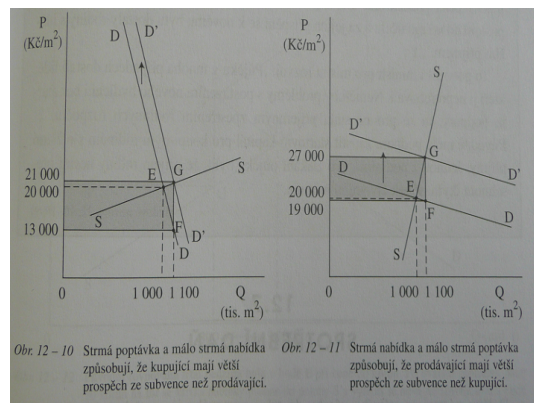 P
(Kč/m²)
D
D'
E
G
S
21 000
20 000
S
13 000
F
D'
D
0
1 000
1 100
Q
(tis. m²)
Obr. 12 – 10 Strmá poptávka a málo strmá nabídka
způsobují, že kupující mají větší
prospěch ze subvence než prodávající.
P
(Kč/m²)
S
D'
27 000
G
D
D'
20 000
E
19 000
F
D
S
0
1 000
1 100
Q
(tis. m²)
Obr. 12 – 11 Strmá nabídka a málo strmá poptávka
způsobují, že prodávající mají větší
prospěch ze subvence než kupující.